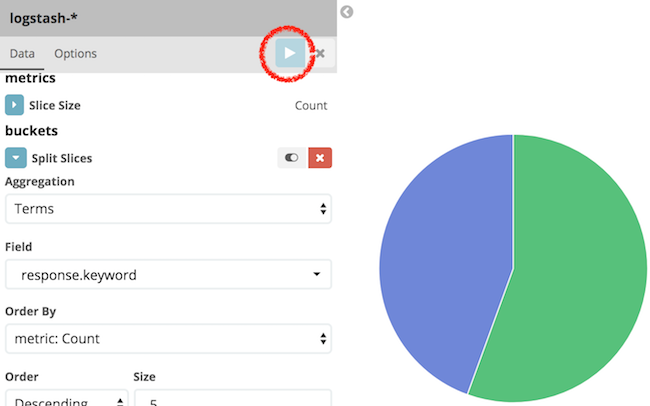 logstash-*
Data Options
metrics
Slice Size Count
buckets
Split Slices
Aggregation
Terms
Field
response.keyword
Order By
metric: Count
Order Size
Descending 5